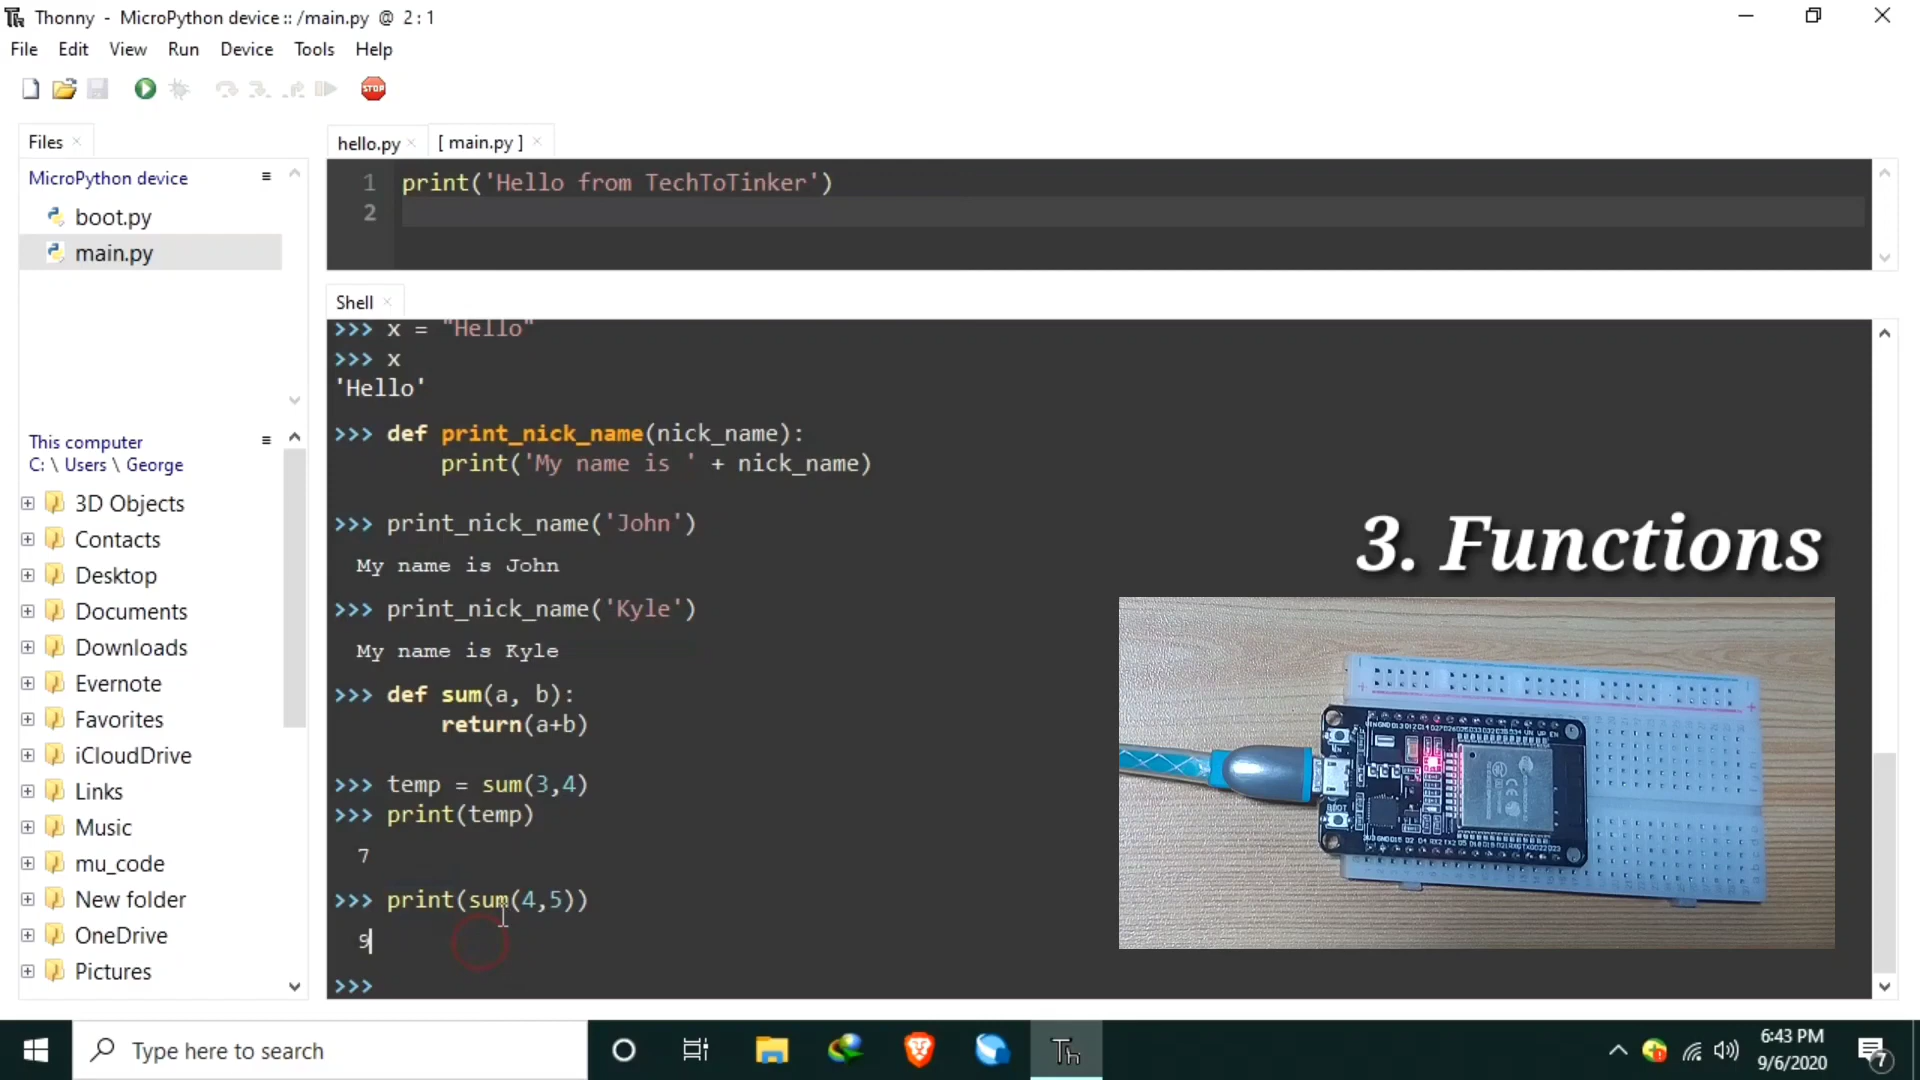 Thonny - MicroPython device :: /main.py @ 2 : 1
File Edit View Run Device Tools Help
STOP
Files
hello.py
[ main.py ]
MicroPython device
boot.py
main.py
1 print('Hello from TechToTinker')
2
Shell
>>> x = "Hello"
>>> x
'Hello'
>>> def print_nick_name(nick_name):
print('My name is ' + nick_name)
>>> print_nick_name('John')
My name is John
>>> print_nick_name('Kyle')
My name is Kyle
>>> def sum(a, b):
return(a+b)
>>> temp = sum(3,4)
>>> print(temp)
7
>>> print(sum(4,5))
9
>>>
This computer
C: \ Users \ George
3D Objects
Contacts
Desktop
Documents
Downloads
Evernote
Favorites
iCloudDrive
Links
Music
mu_code
New folder
OneDrive
Pictures
3. Functions
Type here to search
Th
6:43 PM
9/6/2020
7